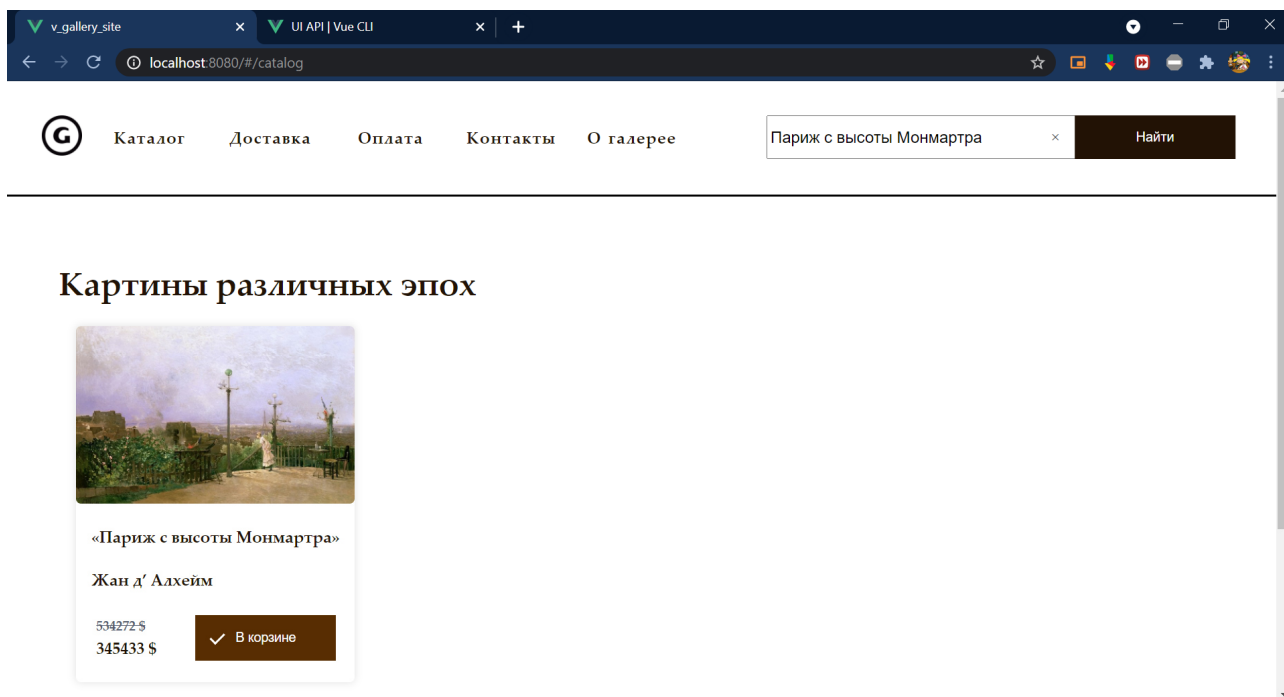 v_gallery_site
UI API | Vue CLI
localhost:8080/#/catalog
G
Каталог Доставка Оплата Контакты О галерее
Париж с высоты Монмартра × Найти
Картины различных эпох
«Париж с высоты Монмартра»
Жан д’ Алхейм
534272 $
345433 $
В корзине